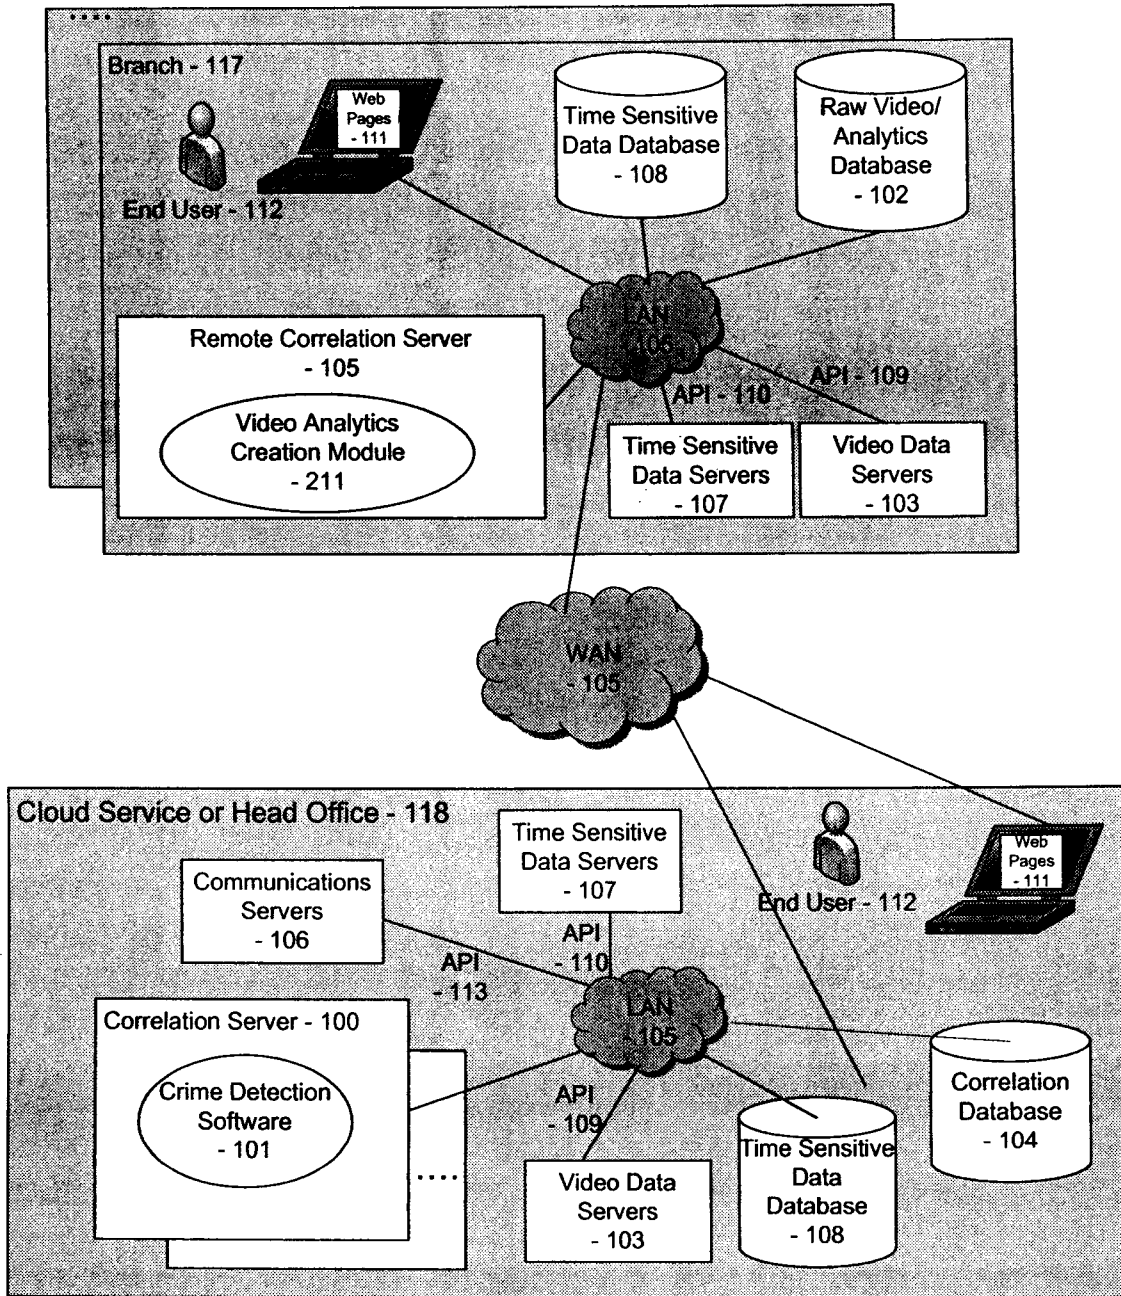 ....
Branch - 117
Web
Pages
- 111
End User - 112
Time Sensitive
Data Database
- 108
Raw Video/
Analytics
Database
- 102
LAN
- 105
Remote Correlation Server
- 105
Video Analytics
Creation Module
- 211
API - 110
API - 109
Time Sensitive
Data Servers
- 107
Video Data
Servers
- 103
WAN
- 105
Cloud Service or Head Office - 118
Time Sensitive
Data Servers
- 107
End User - 112
Web
Pages
- 111
Communications
Servers
- 106
API
- 113
API
- 110
LAN
- 105
Correlation Server - 100
Crime Detection
Software
- 101
.....
API
- 109
Video Data
Servers
- 103
Time Sensitive
Data
Database
- 108
Correlation
Database
- 104